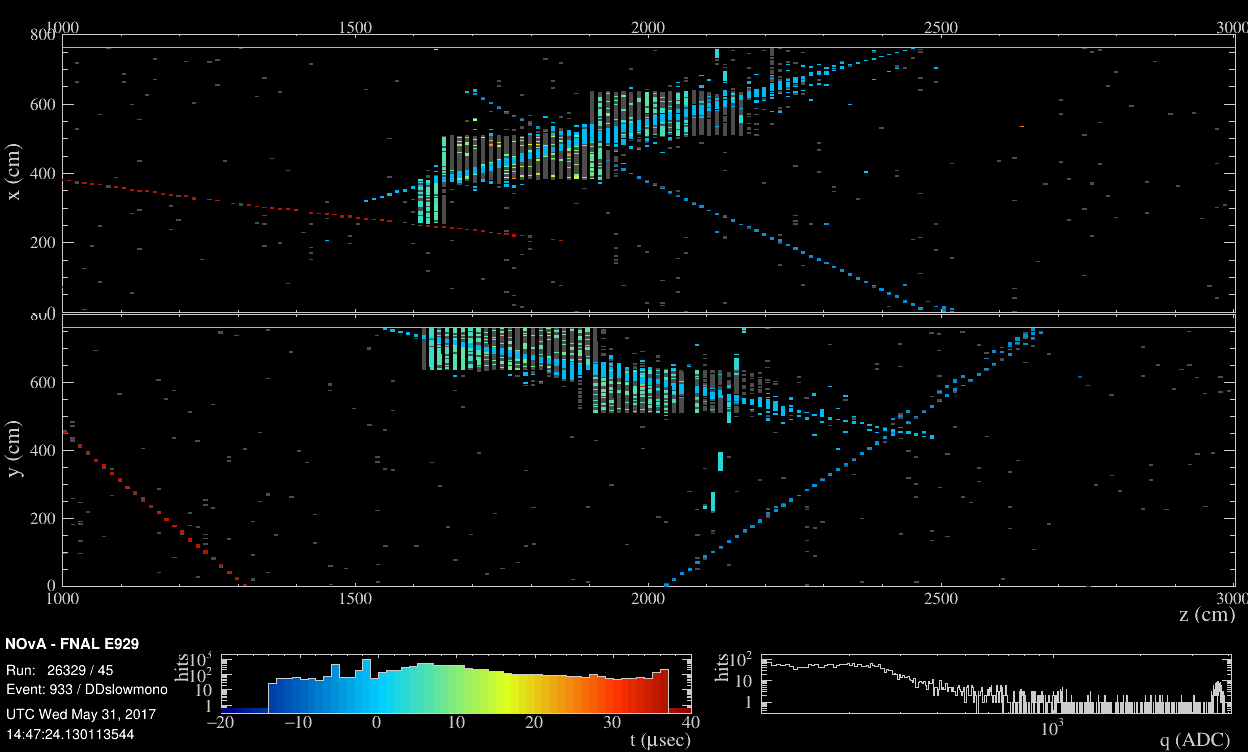 1000 1500 2000 2500 3000
800
600
400
200
0
x (cm)
800
600
400
200
0
y (cm)
1000 1500 2000 2500 3000
z (cm)
NOvA - FNAL E929
Run: 26329 / 45
Event: 933 / DDslowmono
UTC Wed May 31, 2017
14:47:24.130113544
hits
10³
10
1
−20 −10 0 10 20 30 40
t (μsec)
hits
10²
10
1
10³
q (ADC)